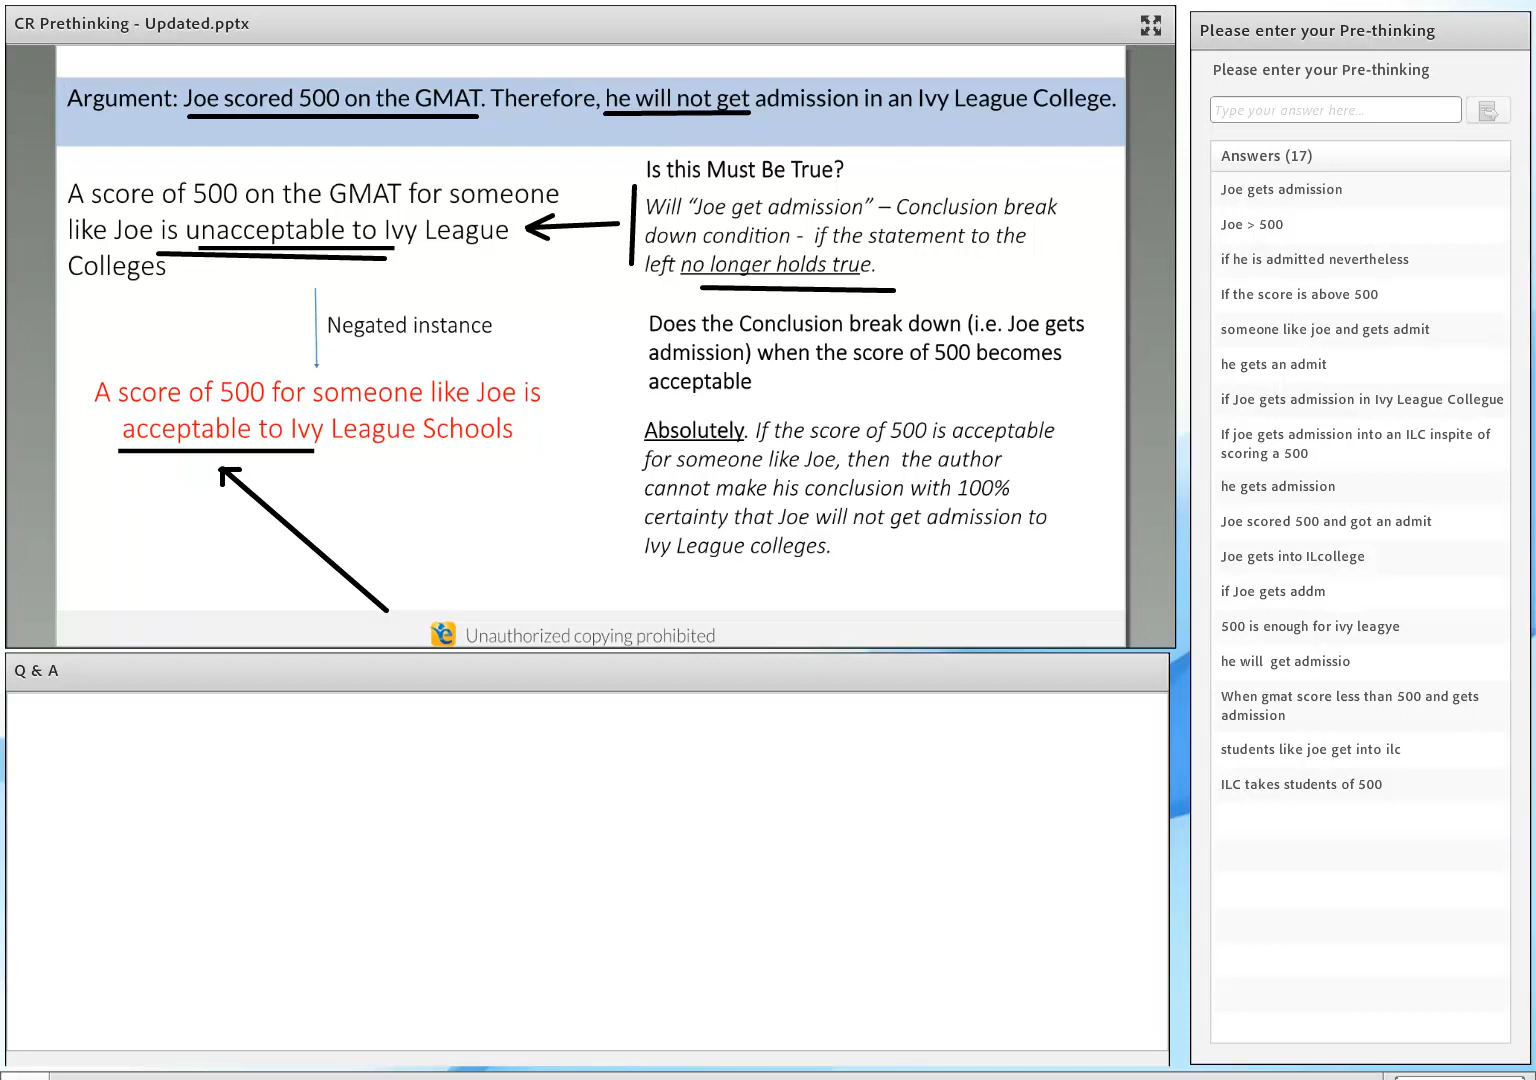 CR Prethinking - Updated.pptx
Argument: Joe scored 500 on the GMAT. Therefore, he will not get admission in an Ivy League College.
A score of 500 on the GMAT for someone
like Joe is unacceptable to Ivy League
Colleges
Negated instance
A score of 500 for someone like Joe is
acceptable to Ivy League Schools
Is this Must Be True?
Will “Joe get admission” – Conclusion break
down condition - if the statement to the
left no longer holds true.
Does the Conclusion break down (i.e. Joe gets
admission) when the score of 500 becomes
acceptable
Absolutely. If the score of 500 is acceptable
for someone like Joe, then the author
cannot make his conclusion with 100%
certainty that Joe will not get admission to
Ivy League colleges.
Unauthorized copying prohibited
Q & A
Please enter your Pre-thinking
Please enter your Pre-thinking
Type your answer here...
Answers (17)
Joe gets admission
Joe > 500
if he is admitted nevertheless
If the score is above 500
someone like joe and gets admit
he gets an admit
if Joe gets admission in Ivy League Collegue
If joe gets admission into an ILC inspite of
scoring a 500
he gets admission
Joe scored 500 and got an admit
Joe gets into ILcollege
if Joe gets addm
500 is enough for ivy leagye
he will get admissio
When gmat score less than 500 and gets
admission
students like joe get into ilc
ILC takes students of 500